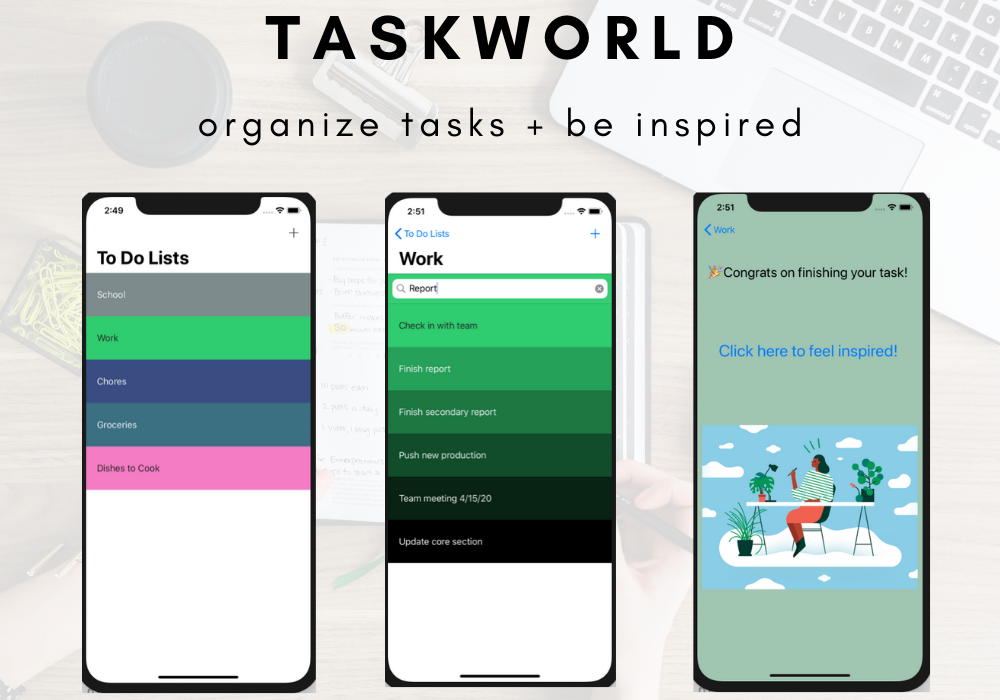 TASKWORLD
organize tasks + be inspired
2:49
To Do Lists
School
Work
Chores
Groceries
Dishes to Cook
2:51
To Do Lists
Work
Report
Check in with team
Finish report
Finish secondary report
Push new production
Team meeting 4/15/20
Update core section
2:51
Work
🎉Congrats on finishing your task!
Click here to feel inspired!